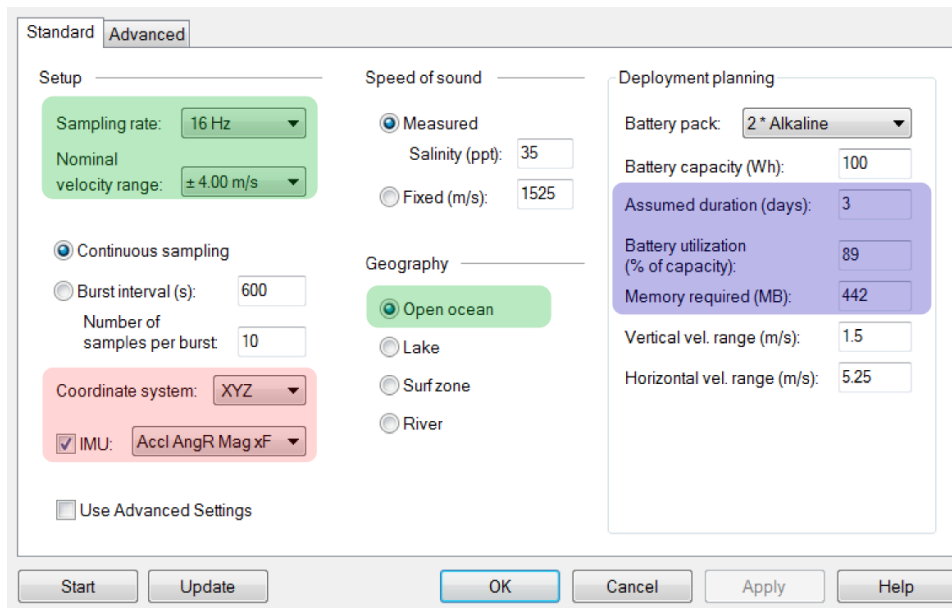 Standard
Advanced
Setup
Sampling rate: 16 Hz
Nominal
velocity range: ± 4.00 m/s
Continuous sampling
Burst interval (s): 600
Number of
samples per burst: 10
Coordinate system: XYZ
IMU: Accl AngR Mag xF
Use Advanced Settings
Speed of sound
Measured
Salinity (ppt): 35
Fixed (m/s): 1525
Geography
Open ocean
Lake
Surf zone
River
Deployment planning
Battery pack: 2 * Alkaline
Battery capacity (Wh): 100
Assumed duration (days): 3
Battery utilization
(% of capacity): 89
Memory required (MB): 442
Vertical vel. range (m/s): 1.5
Horizontal vel. range (m/s): 5.25
Start
Update
OK
Cancel
Apply
Help